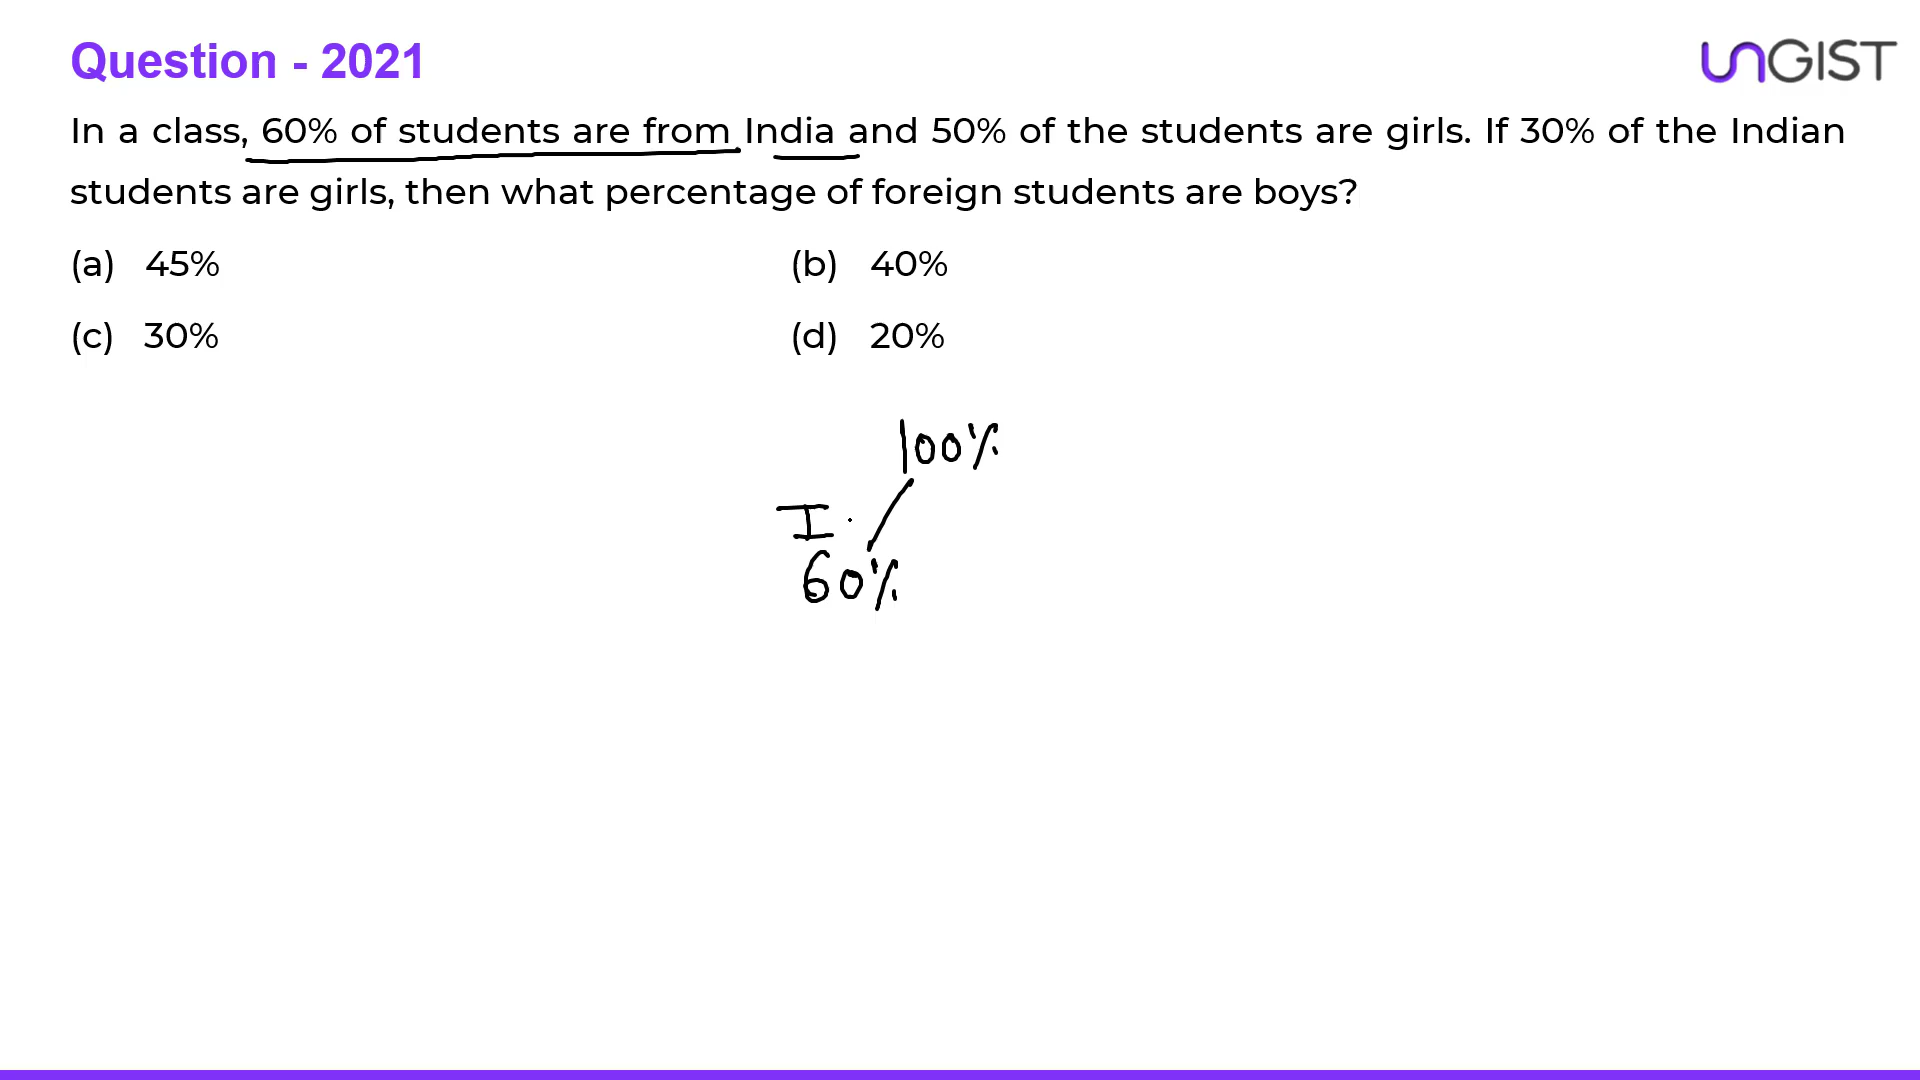 Question - 2021
UNGIST
In a class, 60% of students are from India and 50% of the students are girls. If 30% of the Indian
students are girls, then what percentage of foreign students are boys?
(a) 45%
(b) 40%
(c) 30%
(d) 20%
100%
I
60%